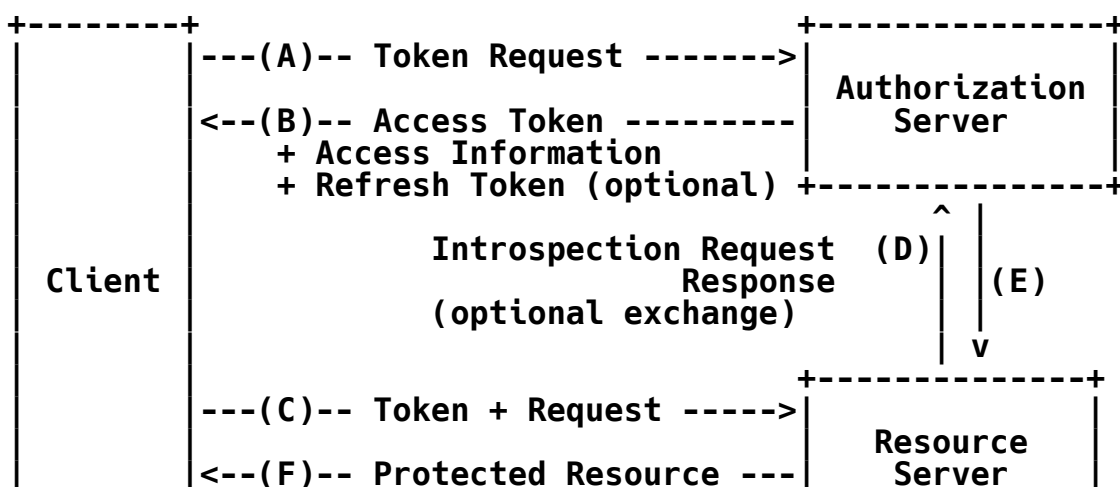 +--------+                               +---------------+
|        |---(A)-- Token Request ------->|               |
|        |                               | Authorization |
|        |<--(B)-- Access Token ---------|    Server     |
|        |    + Access Information       |               |
|        |    + Refresh Token (optional) +---------------+
                                                ^ |
|        |            Introspection Request  (D)| |
| Client |                         Response     | |(E)
|        |            (optional exchange)       | |
|        |                                      | v
                                         +--------------+
|        |---(C)-- Token + Request ----->|              |
|        |                               |   Resource   |
|        |<--(F)-- Protected Resource ---|    Server    |